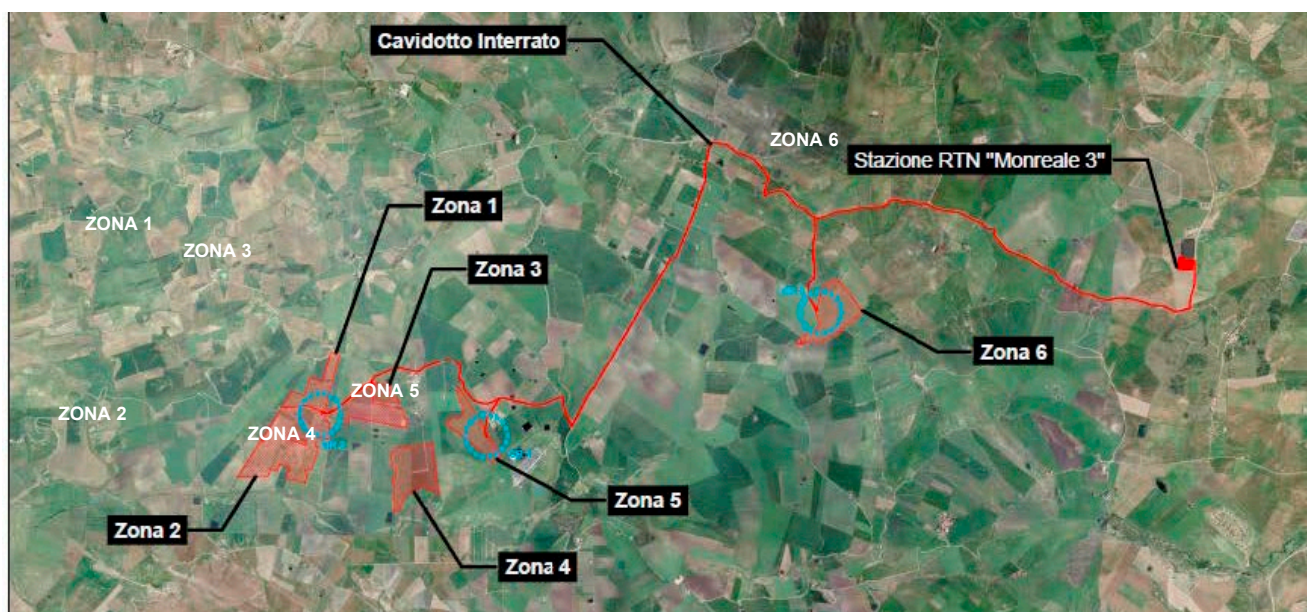 Cavidotto Interrato
ZONA 6
Stazione RTN "Monreale 3"
Zona 1
ZONA 1
ZONA 3
Zona 3
Zona 6
ZONA 5
ZONA 2
ZONA 4
Zona 5
Zona 2
Zona 4